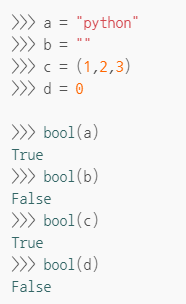 >>> a = "python"
>>> b = ""
>>> c = (1,2,3)
>>> d = 0
>>> bool(a)
True
>>> bool(b)
False
>>> bool(c)
True
>>> bool(d)
False